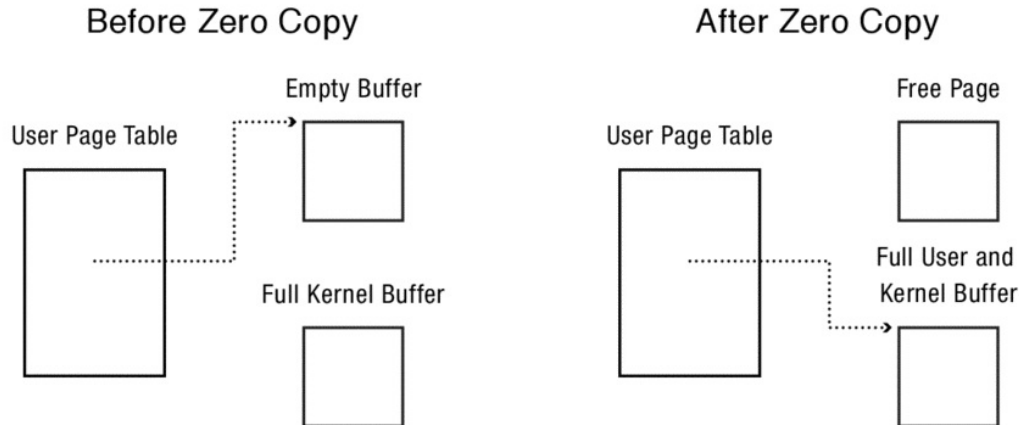 Before Zero Copy
Empty Buffer
User Page Table
Full Kernel Buffer
After Zero Copy
Free Page
User Page Table
Full User and
Kernel Buffer